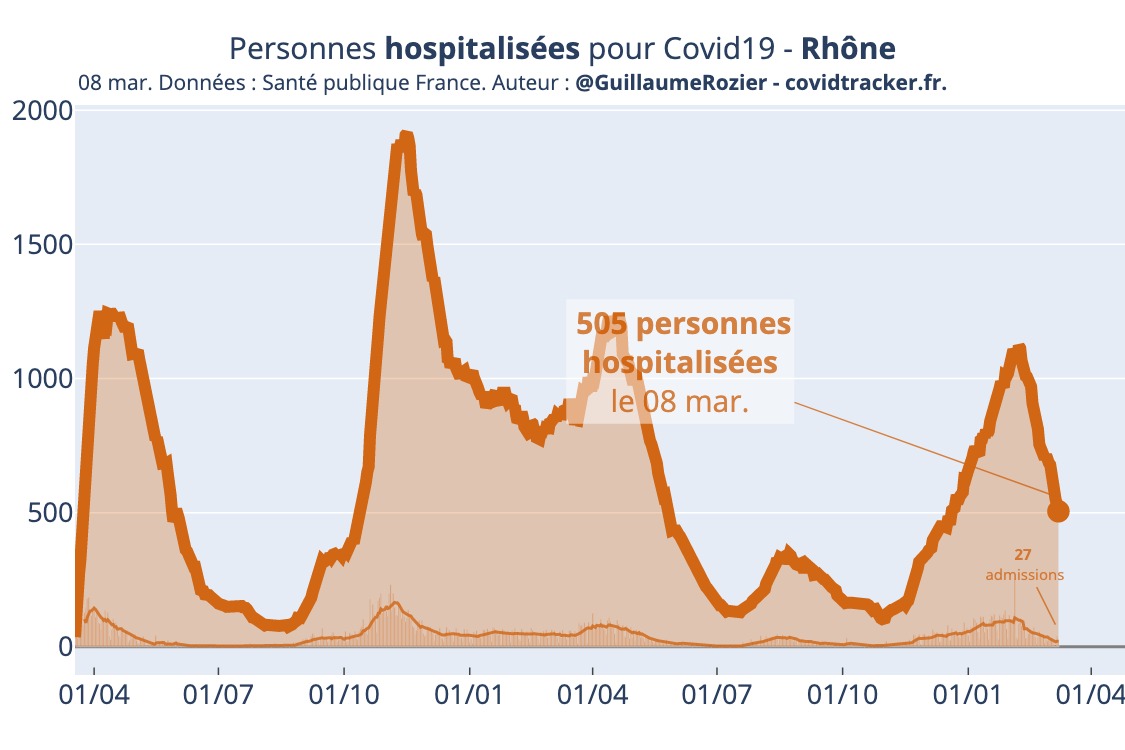 Personnes hospitalisées pour Covid19 - Rhône
08 mar. Données : Santé publique France. Auteur : @GuillaumeRozier - covidtracker.fr.
2000
1500
1000
500
0
505 personnes
hospitalisées
le 08 mar.
27
admissions
01/04
01/07
01/10
01/01
01/04
01/07
01/10
01/01
01/04